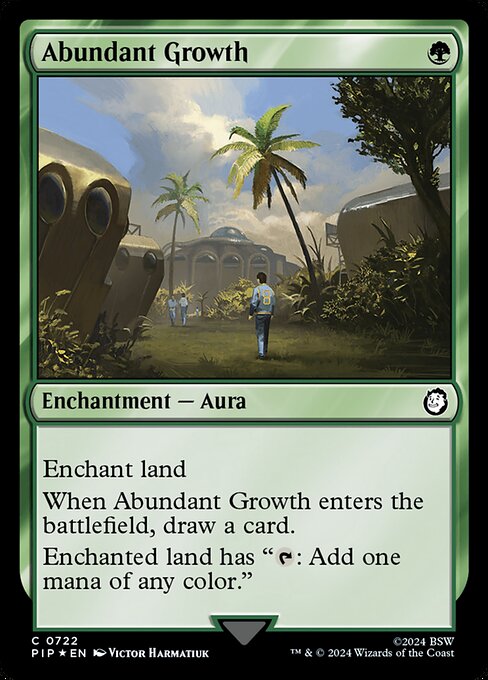 Abundant Growth
Enchantment — Aura
Enchant land
When Abundant Growth enters the
battlefield, draw a card.
Enchanted land has “: Add one
mana of any color.”
C 0722
PIP ★ EN Victor Harmatiuk
©2024 BSW
™ & © 2024 Wizards of the Coast